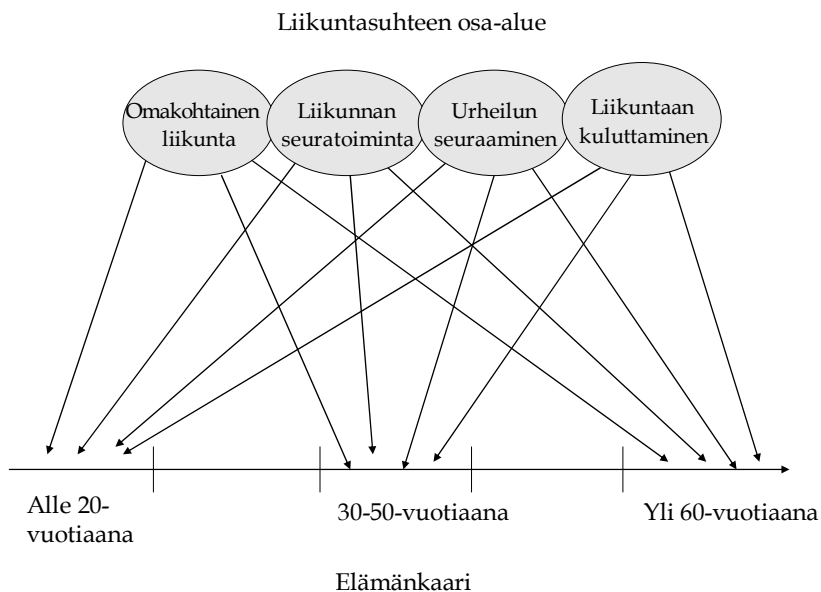 Liikuntasuhteen osa-alue
Omakohtainen
liikunta
Liikunnan
seuratoiminta
Urheilun
seuraaminen
Liikuntaan
kuluttaminen
Alle 20-
vuotiaana
30-50-vuotiaana
Yli 60-vuotiaana
Elämänkaari